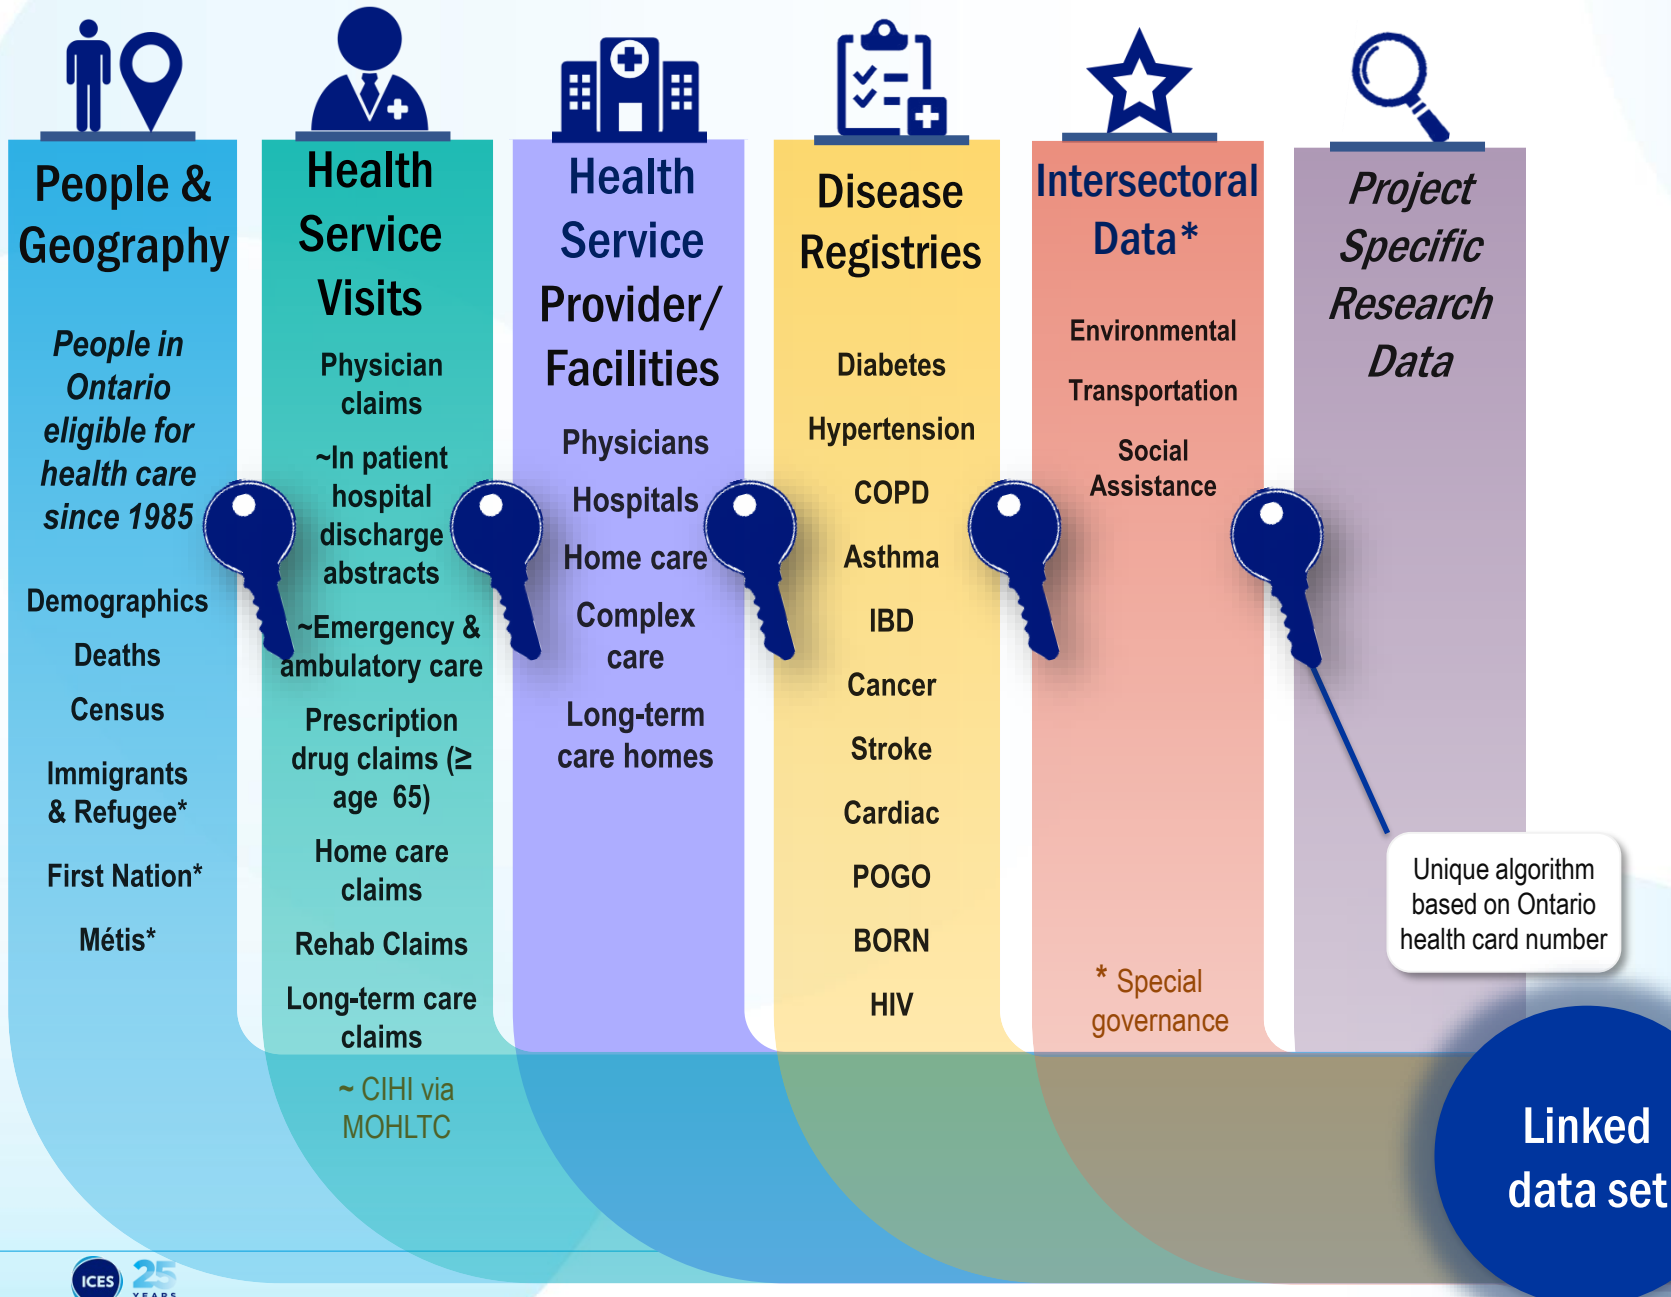 People &
Geography
People in
Ontario
eligible for
health care
since 1985
Demographics
Deaths
Census
Immigrants
& Refugee*
First Nation*
Métis*
Health
Service
Visits
Physician
claims
~In patient
hospital
discharge
abstracts
~Emergency &
ambulatory care
Prescription
drug claims (≥
age 65)
Home care
claims
Rehab Claims
Long-term care
claims
~ CIHI via
MOHLTC
Health
Service
Provider/
Facilities
Physicians
Hospitals
Home care
Complex
care
Long-term
care homes
Disease
Registries
Diabetes
Hypertension
COPD
Asthma
IBD
Cancer
Stroke
Cardiac
POGO
BORN
HIV
Intersectoral
Data*
Environmental
Transportation
Social
Assistance
* Special
governance
Project
Specific
Research
Data
Unique algorithm
based on Ontario
health card number
Linked
data set
ICES
25
YEARS